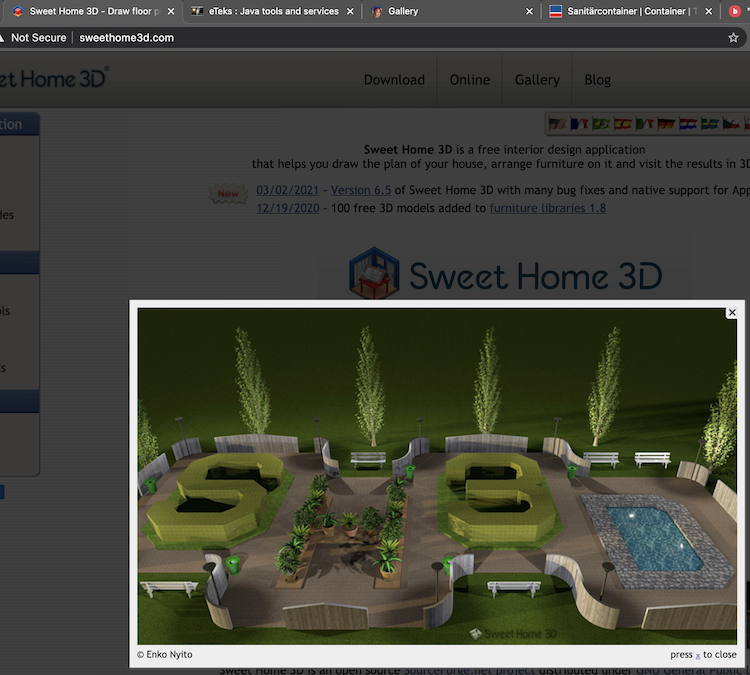 Sweet Home 3D - Draw floor p
eTeks : Java tools and services
Gallery
Sanitärcontainer | Container |
Not Secure
sweethome3d.com
et Home 3D
Download
Online
Gallery
Blog
tion
Sweet Home 3D is a free interior design application
that helps you draw the plan of your house, arrange furniture on it and visit the results in 3D
New
03/02/2021 - Version 6.5 of Sweet Home 3D with many bug fixes and native support for App
des
12/19/2020 - 100 free 3D models added to furniture libraries 1.8
Sweet Home 3D
ols
ts
Sweet Home 3D
© Enko Nyito
press x to close
Sweet Home 3D is an open source SourceForge.net project distributed under GNU General Public